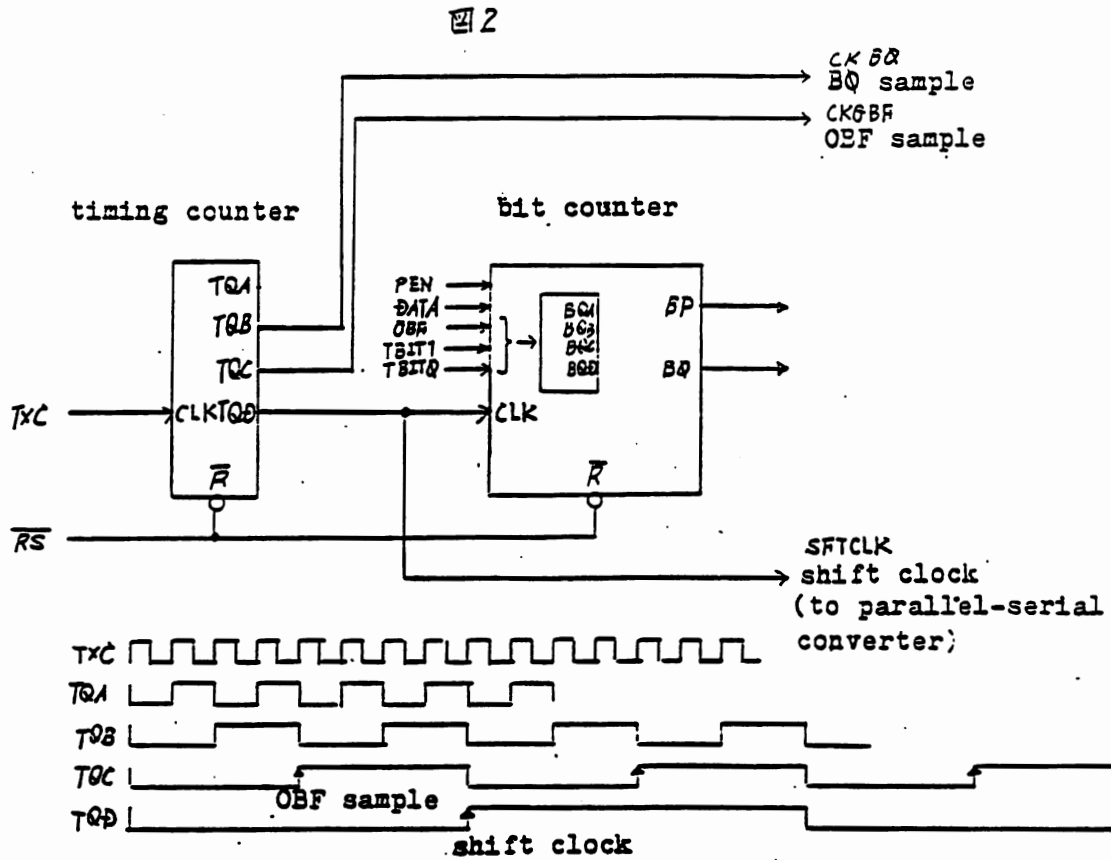 図2
CK BQ
BQ sample
CKOBF
OBF sample
timing counter
bit counter
TQA
TQB
TQC
CLK TQD
R
TXC
RS
PEN
DATA
OBF
TBIT1
TBIT0
BQA
BQB
BQC
BQD
BP
BQ
CLK
R
SFTCLK
shift clock
(to parallel-serial
converter)
TXC
TQA
TQB
TQC
OBF sample
TQD
shift clock